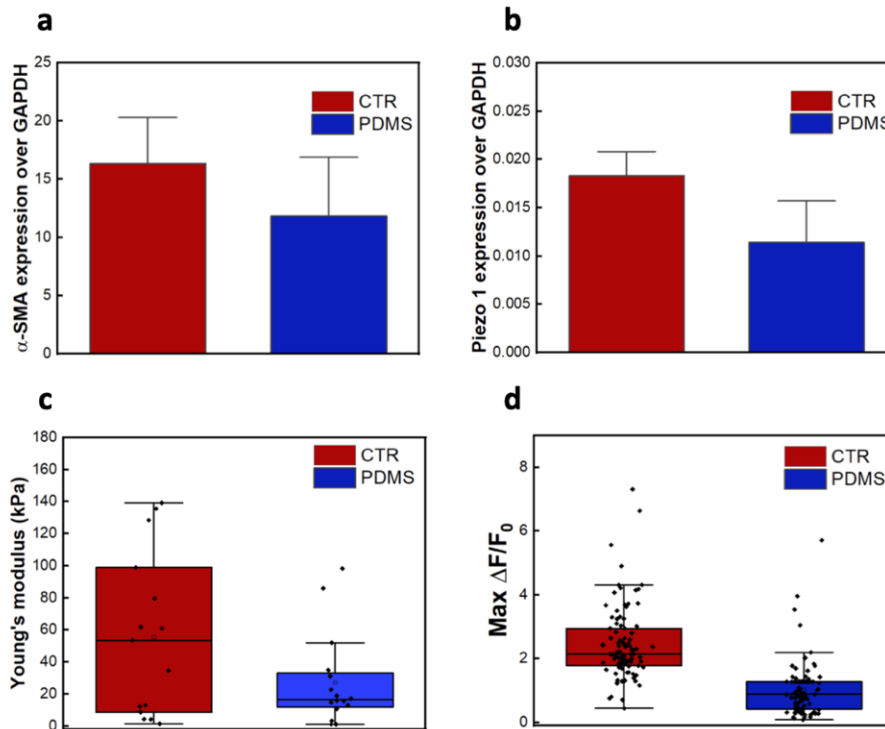 a
α-SMA expression over GAPDH
25
20
15
10
5
0
CTR
PDMS
b
Piezo 1 expression over GAPDH
0.030
0.025
0.020
0.015
0.010
0.005
0.000
CTR
PDMS
c
Young's modulus (kPa)
180
160
140
120
100
80
60
40
20
0
CTR
PDMS
d
Max ΔF/F0
8
6
4
2
0
CTR
PDMS